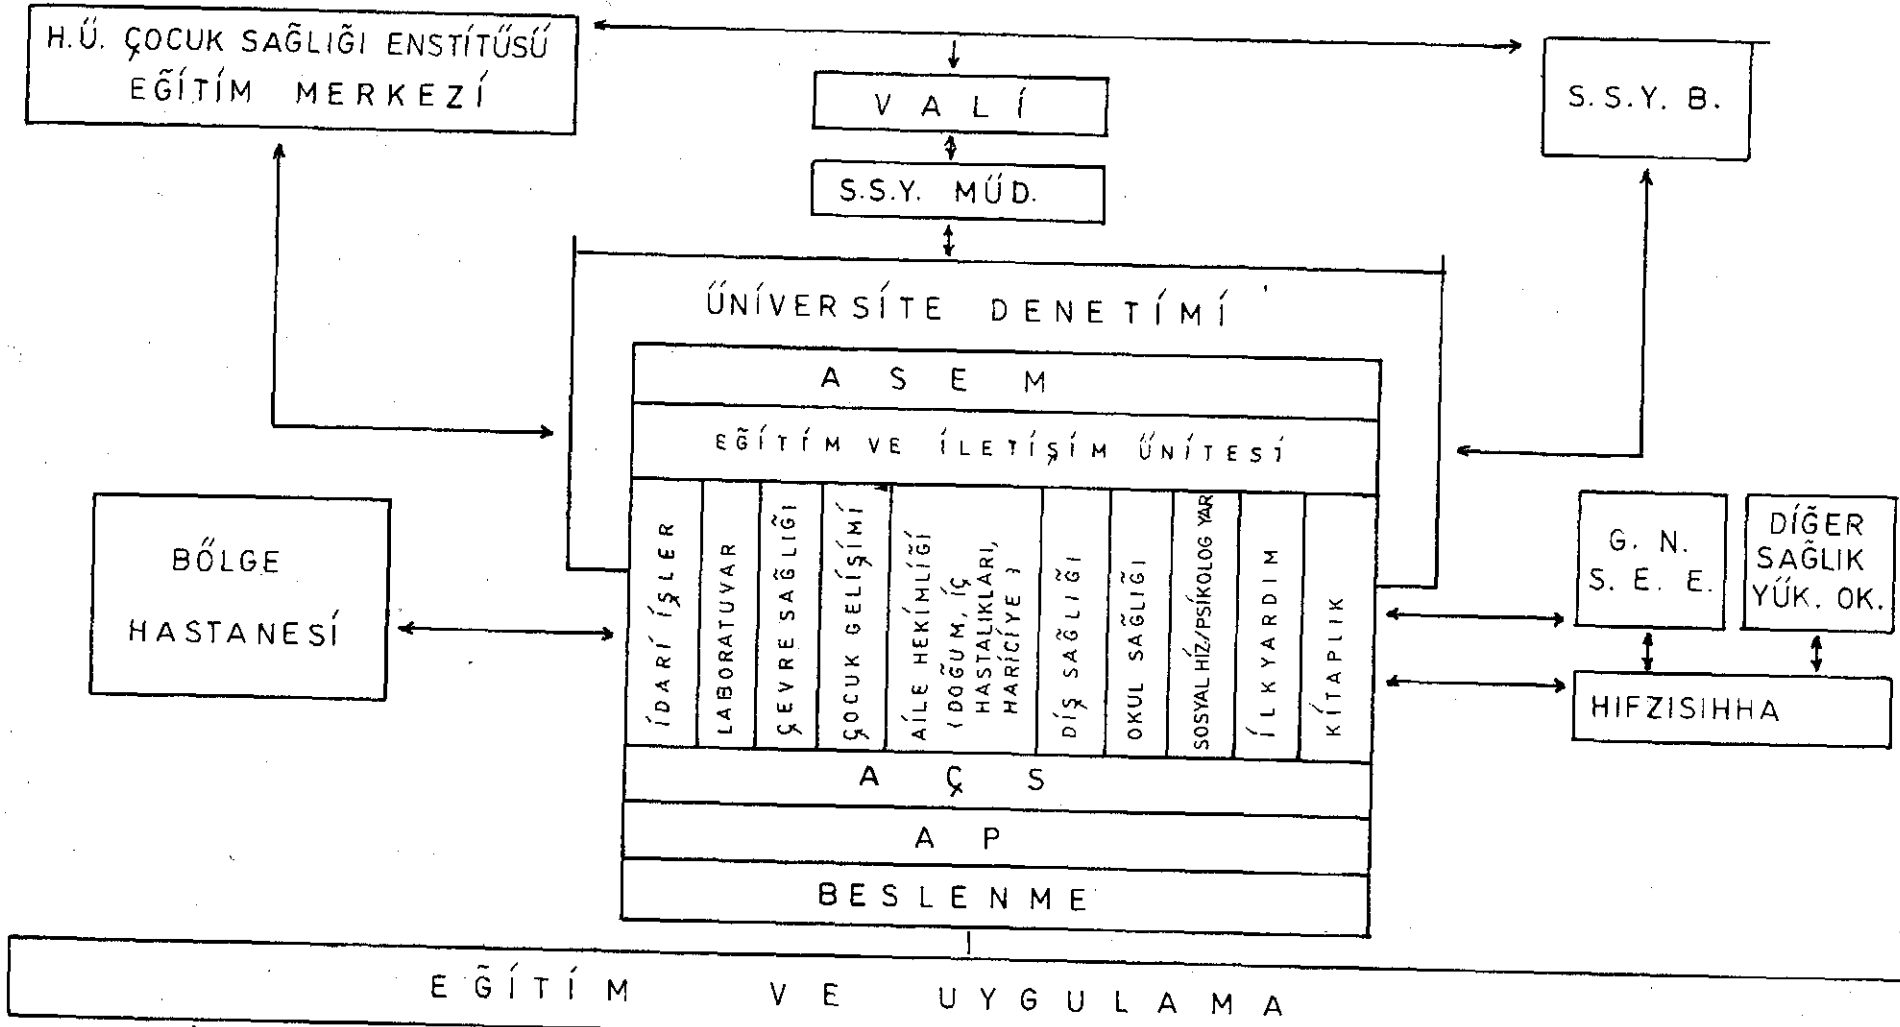 H.Ü. ÇOCUK SAĞLIĞI ENSTİTÜSÜ
EĞİTİM MERKEZİ
VALİ
S.S.Y. B.
S.S.Y. MÜD.
ÜNİVERSİTE DENETİMİ
ASEM
EĞİTİM VE İLETİŞİM ÜNİTESİ
BÖLGE
HASTANESİ
İDARİ İŞLER
LABORATUVAR
ÇEVRE SAĞLIĞI
ÇOCUK GELİŞİMİ
AİLE HEKİMLİĞİ
(DOĞUM, İÇ
HASTALIKLARI,
HARİCİYE)
DİŞ SAĞLIĞI
OKUL SAĞLIĞI
SOSYAL HİZ/PSİKOLOG YAR
İLKYARDIM
KİTAPLIK
G. N.
S. E. E.
DİĞER
SAĞLIK
YÜK. OK.
HIFZISIHHA
AÇS
AP
BESLENME
EĞİTİM VE UYGULAMA